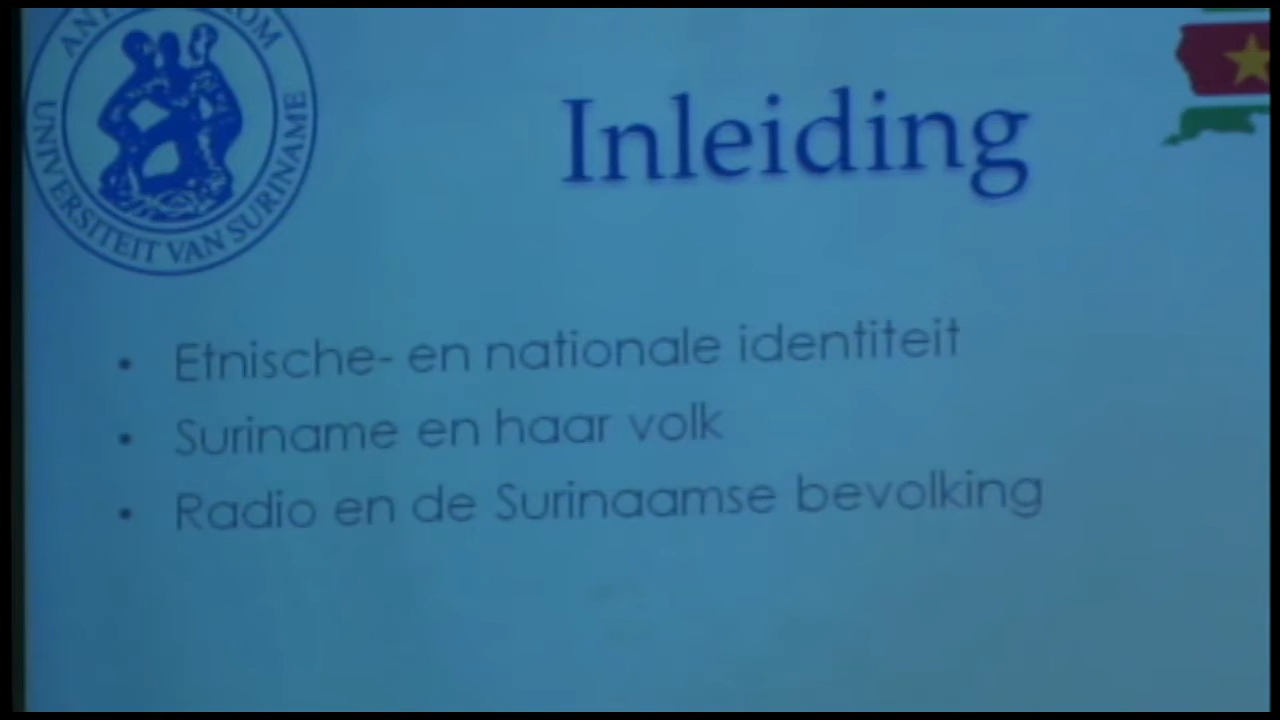 UNIVERSITEIT VAN SURINAME
Inleiding
• Etnische- en nationale identiteit
• Suriname en haar volk
• Radio en de Surinaamse bevolking